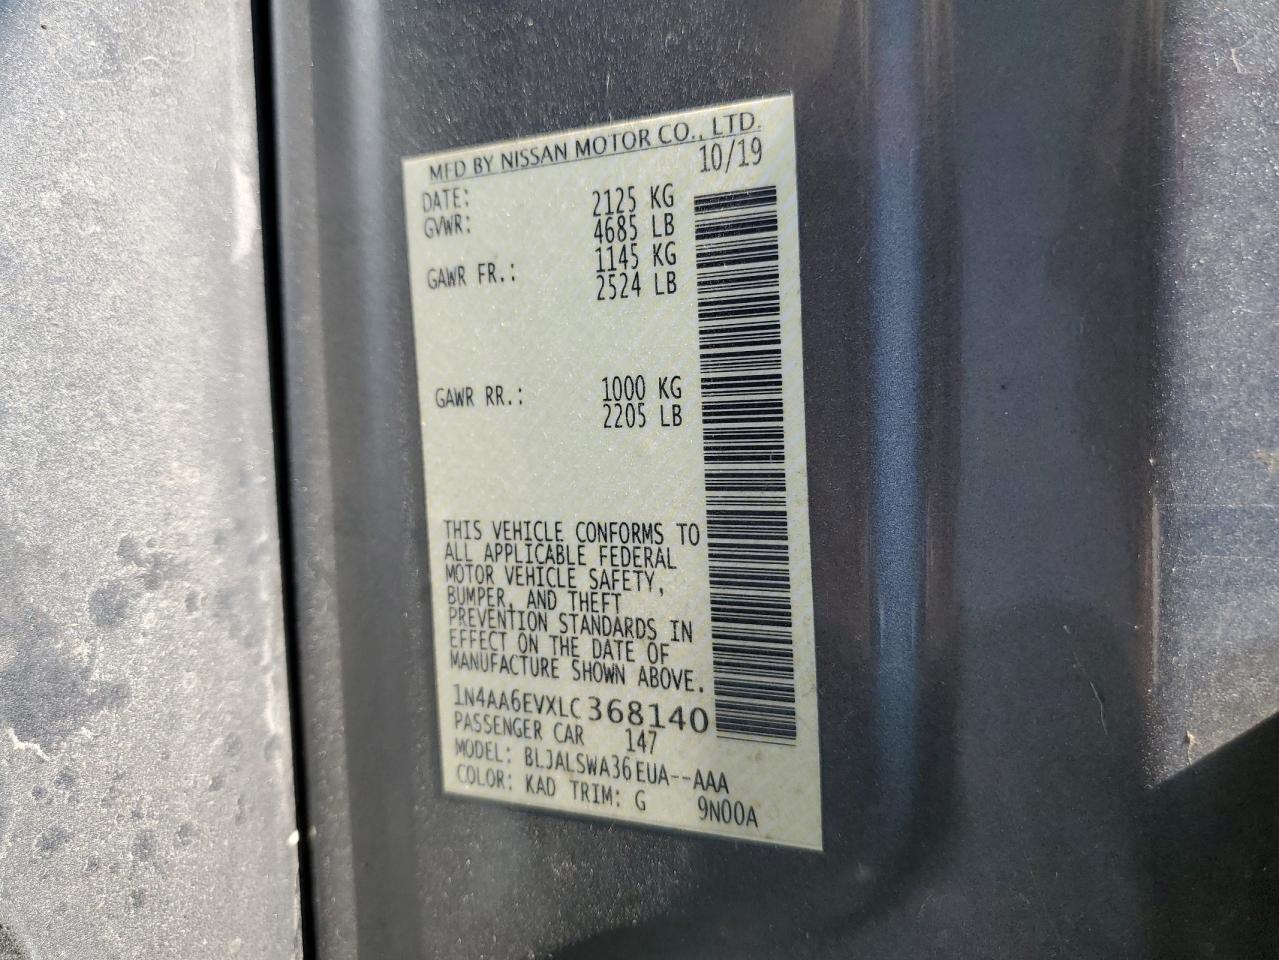 MFD BY NISSAN MOTOR CO., LTD.
DATE: 10/19
GVWR: 2125 KG
4685 LB
GAWR FR.: 1145 KG
2524 LB
GAWR RR.: 1000 KG
2205 LB
THIS VEHICLE CONFORMS TO
ALL APPLICABLE FEDERAL
MOTOR VEHICLE SAFETY,
BUMPER, AND THEFT
PREVENTION STANDARDS IN
EFFECT ON THE DATE OF
MANUFACTURE SHOWN ABOVE.
1N4AA6EVXLC368140
PASSENGER CAR 147
MODEL: BLJALSWA36EUA--AAA
COLOR: KAD TRIM: G 9N00A